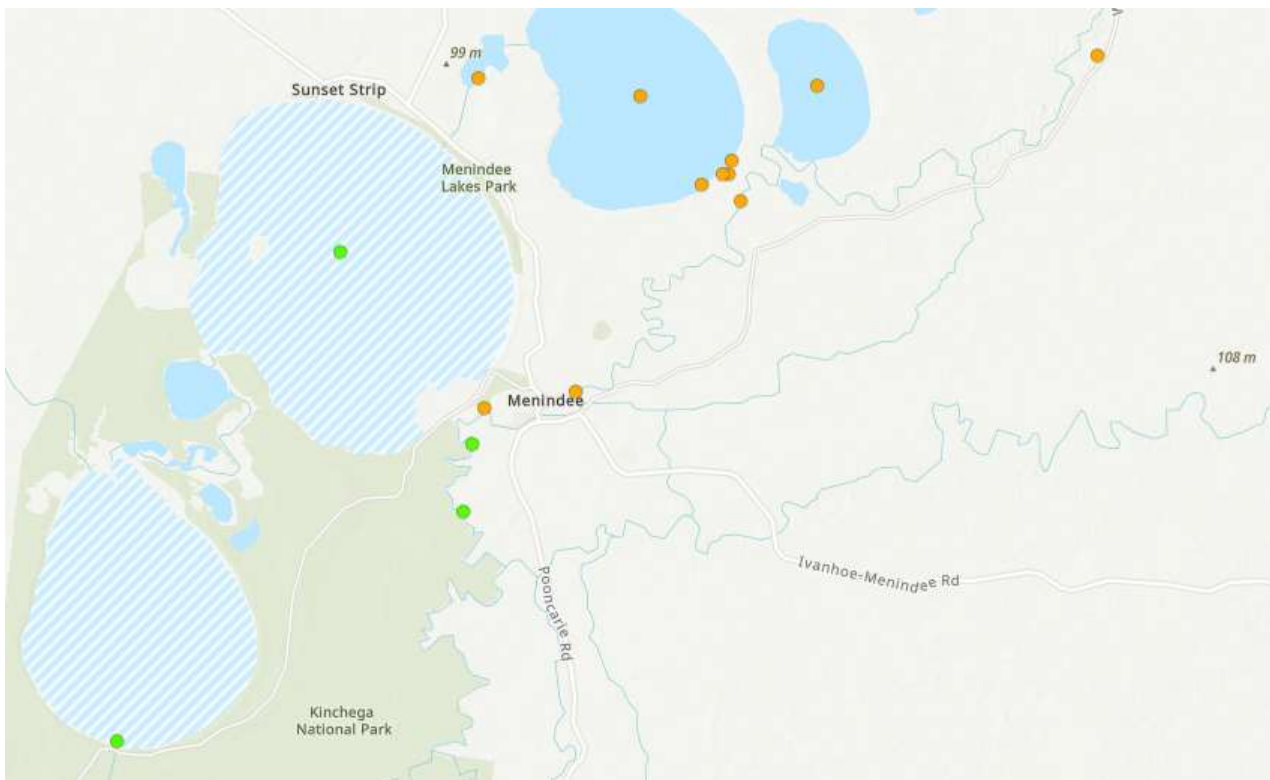 99 m
Sunset Strip
Menindee
Lakes Park
108 m
Menindee
Ivanhoe-Menindee Rd
Pooncarie Rd
Kinchega
National Park